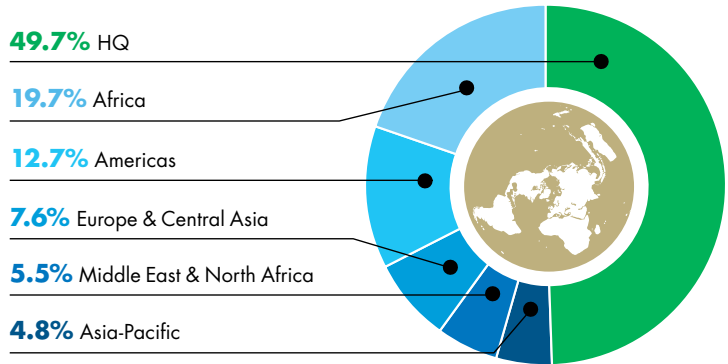 49.7% HQ
19.7% Africa
12.7% Americas
7.6% Europe & Central Asia
5.5% Middle East & North Africa
4.8% Asia-Pacific